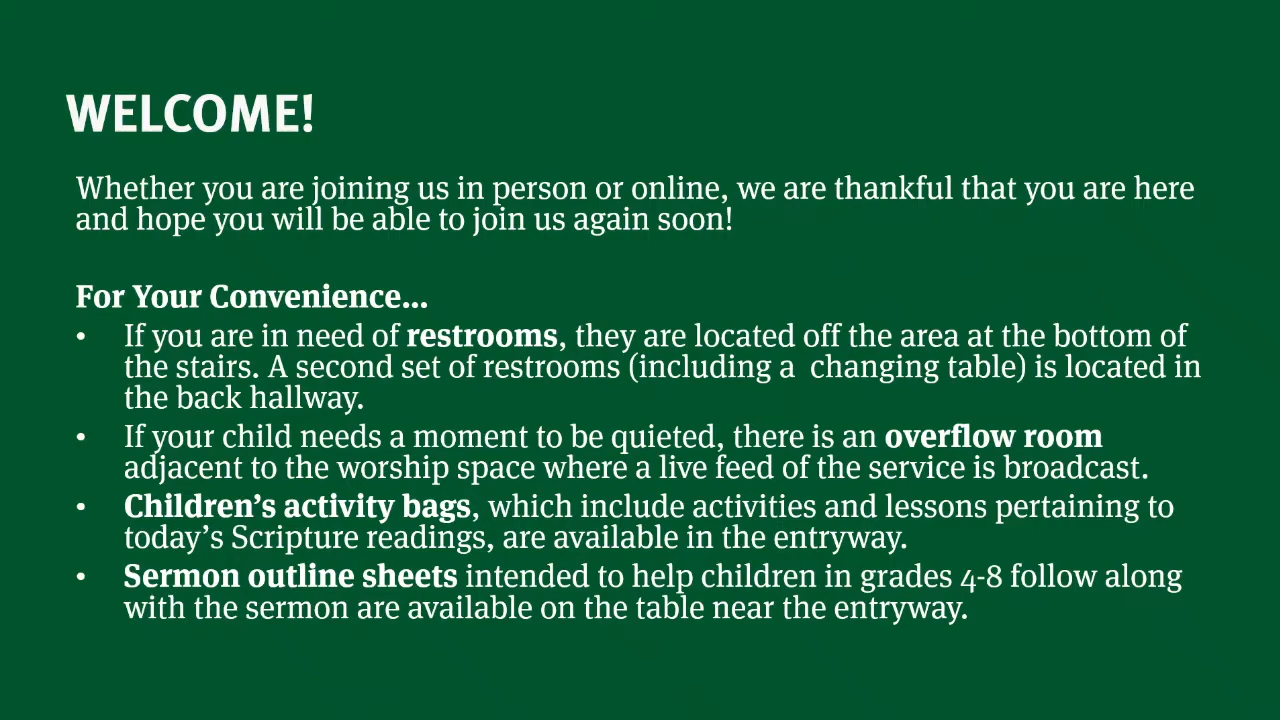 WELCOME!
Whether you are joining us in person or online, we are thankful that you are here
and hope you will be able to join us again soon!
For Your Convenience...
• If you are in need of restrooms, they are located off the area at the bottom of
the stairs. A second set of restrooms (including a  changing table) is located in
the back hallway.
• If your child needs a moment to be quieted, there is an overflow room
adjacent to the worship space where a live feed of the service is broadcast.
• Children’s activity bags, which include activities and lessons pertaining to
today’s Scripture readings, are available in the entryway.
• Sermon outline sheets intended to help children in grades 4-8 follow along
with the sermon are available on the table near the entryway.